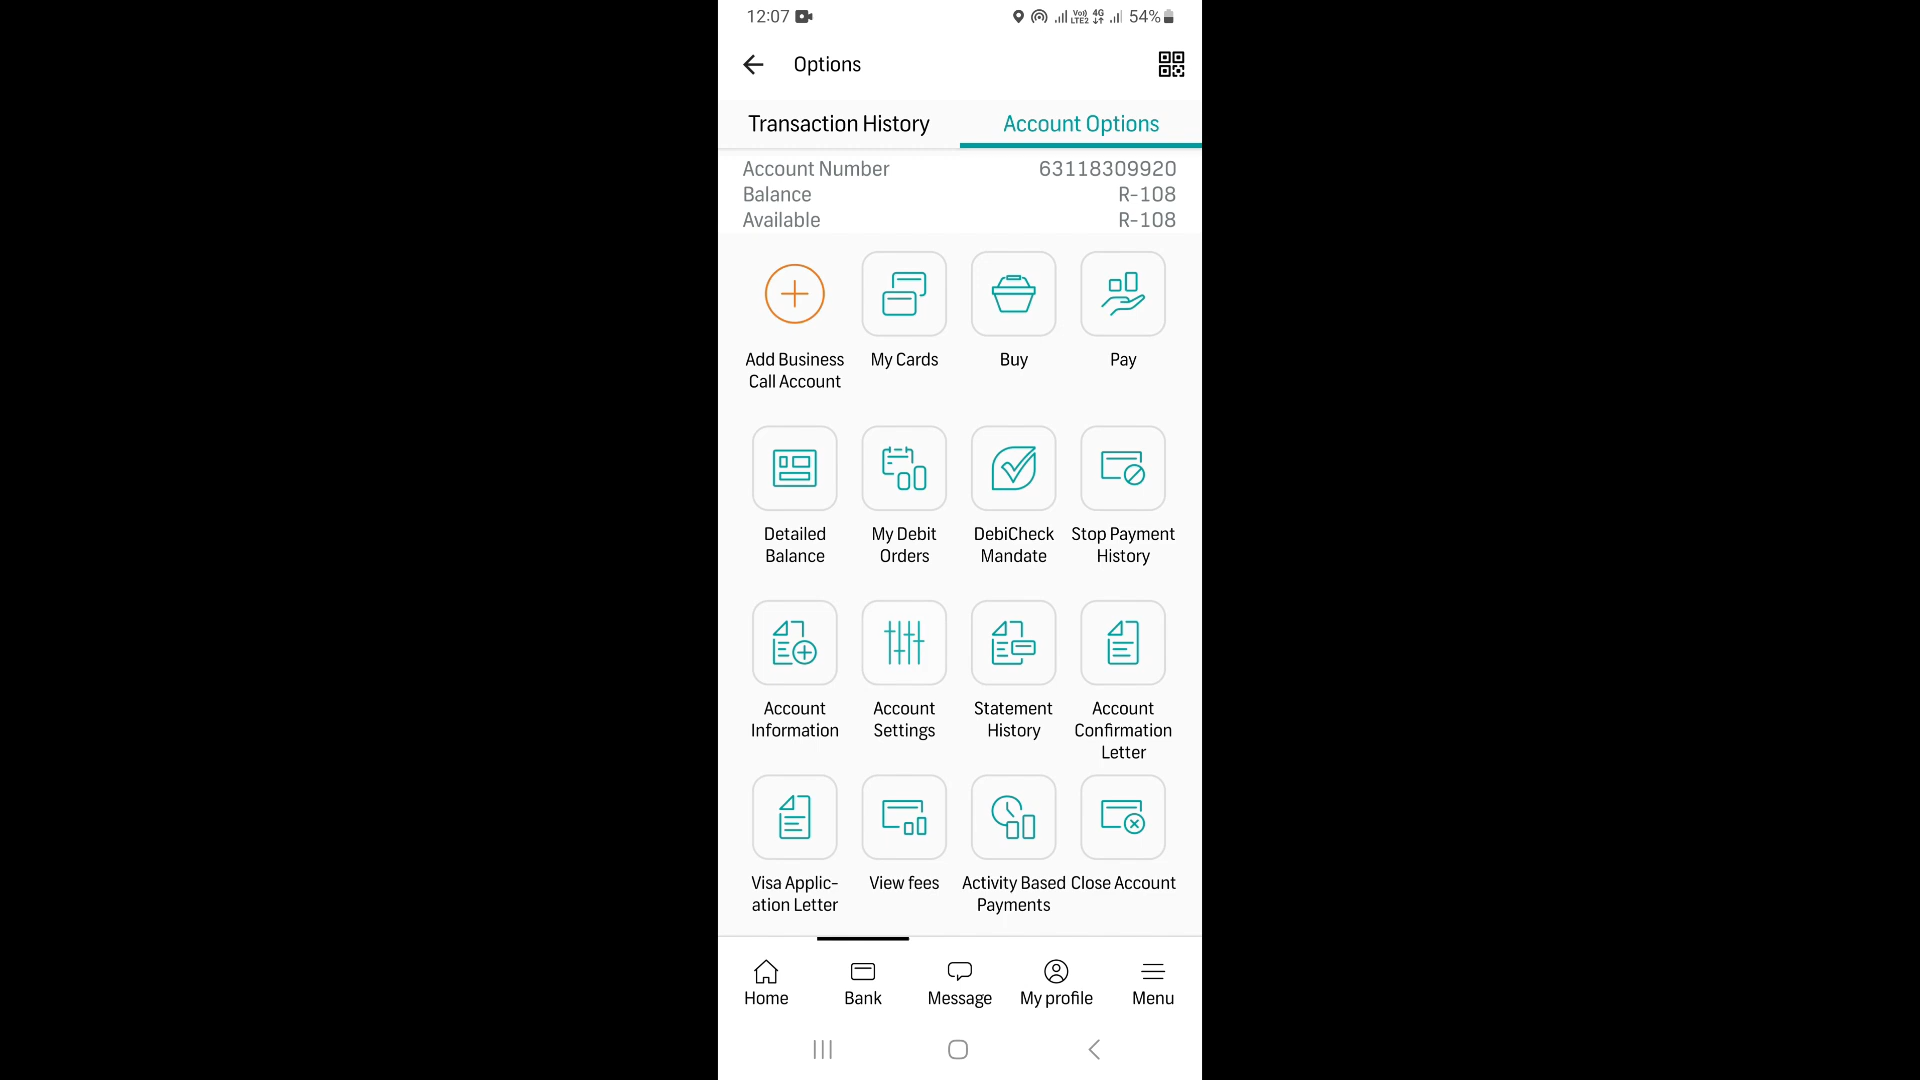 12:07
Vo)) LTE2 4G 54%
Options
Transaction History Account Options
Account Number 63118309920
Balance R-108
Available R-108
Add Business Call Account
My Cards
Buy
Pay
Detailed Balance
My Debit Orders
DebiCheck Mandate
Stop Payment History
Account Information
Account Settings
Statement History
Account Confirmation Letter
Visa Applic-
ation Letter
View fees
Activity Based Payments
Close Account
Home Bank Message My profile Menu